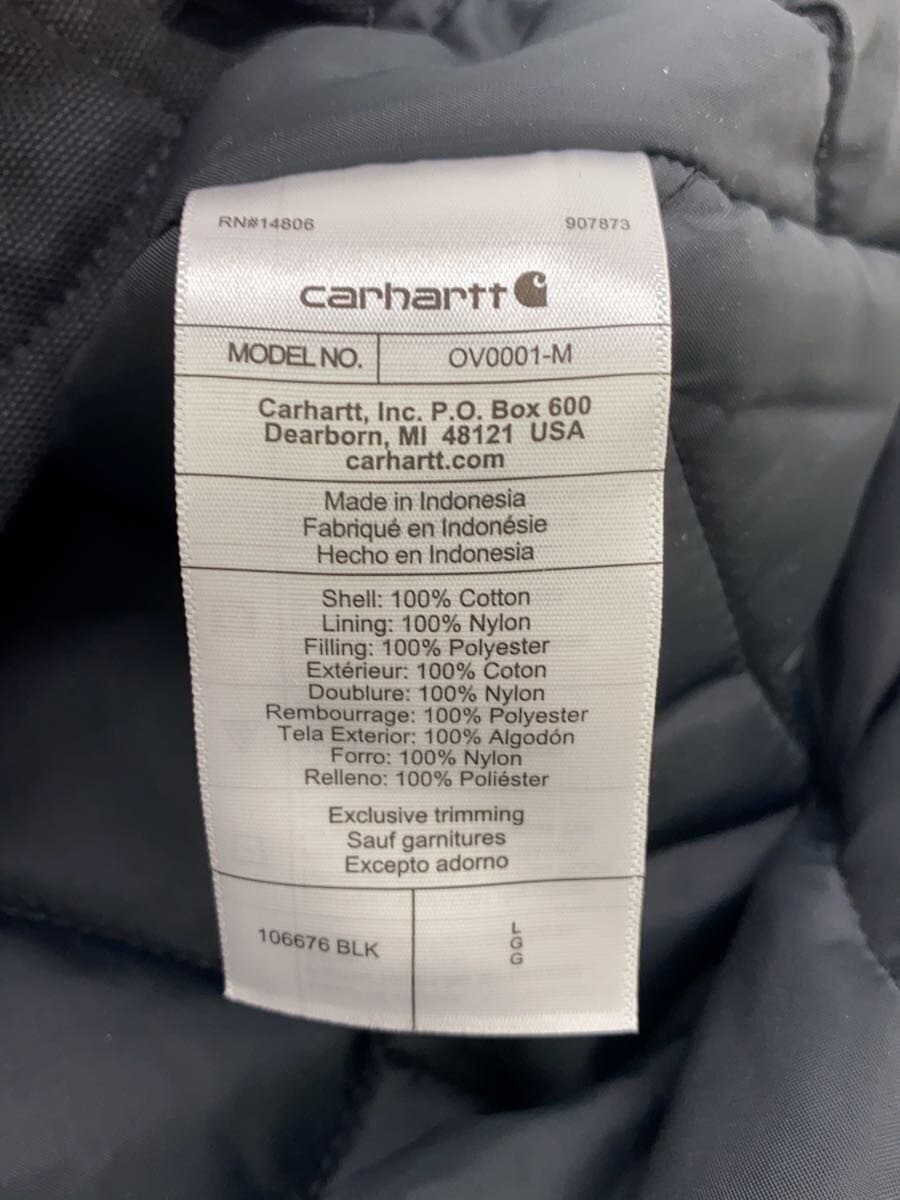 RN#14806 907873
carhartt
MODEL NO. OV0001-M
Carhartt, Inc. P.O. Box 600
Dearborn, MI 48121 USA
carhartt.com
Made in Indonesia
Fabriqué en Indonésie
Hecho en Indonesia
Shell: 100% Cotton
Lining: 100% Nylon
Filling: 100% Polyester
Extérieur: 100% Coton
Doublure: 100% Nylon
Rembourrage: 100% Polyester
Tela Exterior: 100% Algodón
Forro: 100% Nylon
Relleno: 100% Poliéster
Exclusive trimming
Sauf garnitures
Excepto adorno
106676 BLK
L
G
G